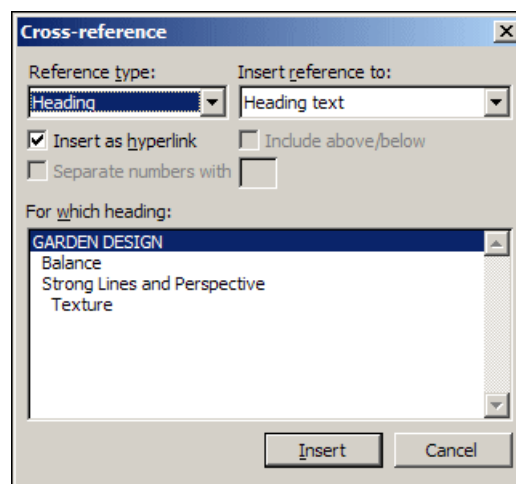 Cross-reference
Reference type: Insert reference to:
Heading Heading text
Insert as hyperlink Include above/below
Separate numbers with
For which heading:
GARDEN DESIGN
Balance
Strong Lines and Perspective
Texture
Insert Cancel